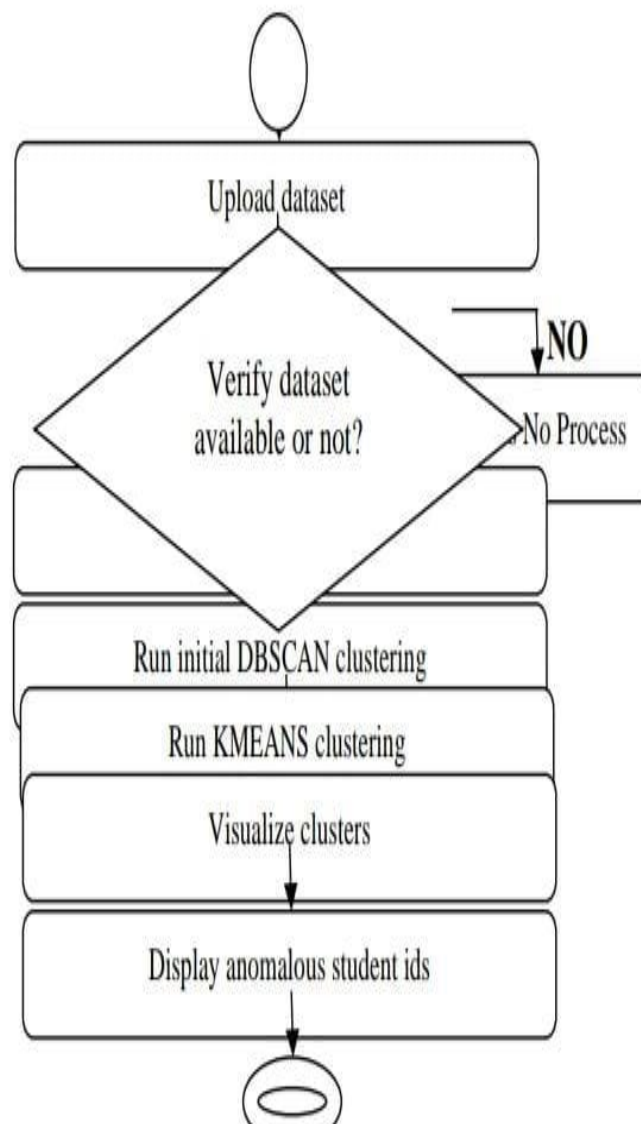 Upload dataset
NO
Verify dataset
available or not?
No Process
Run initial DBSCAN clustering
Run KMEANS clustering
Visualize clusters
Display anomalous student ids